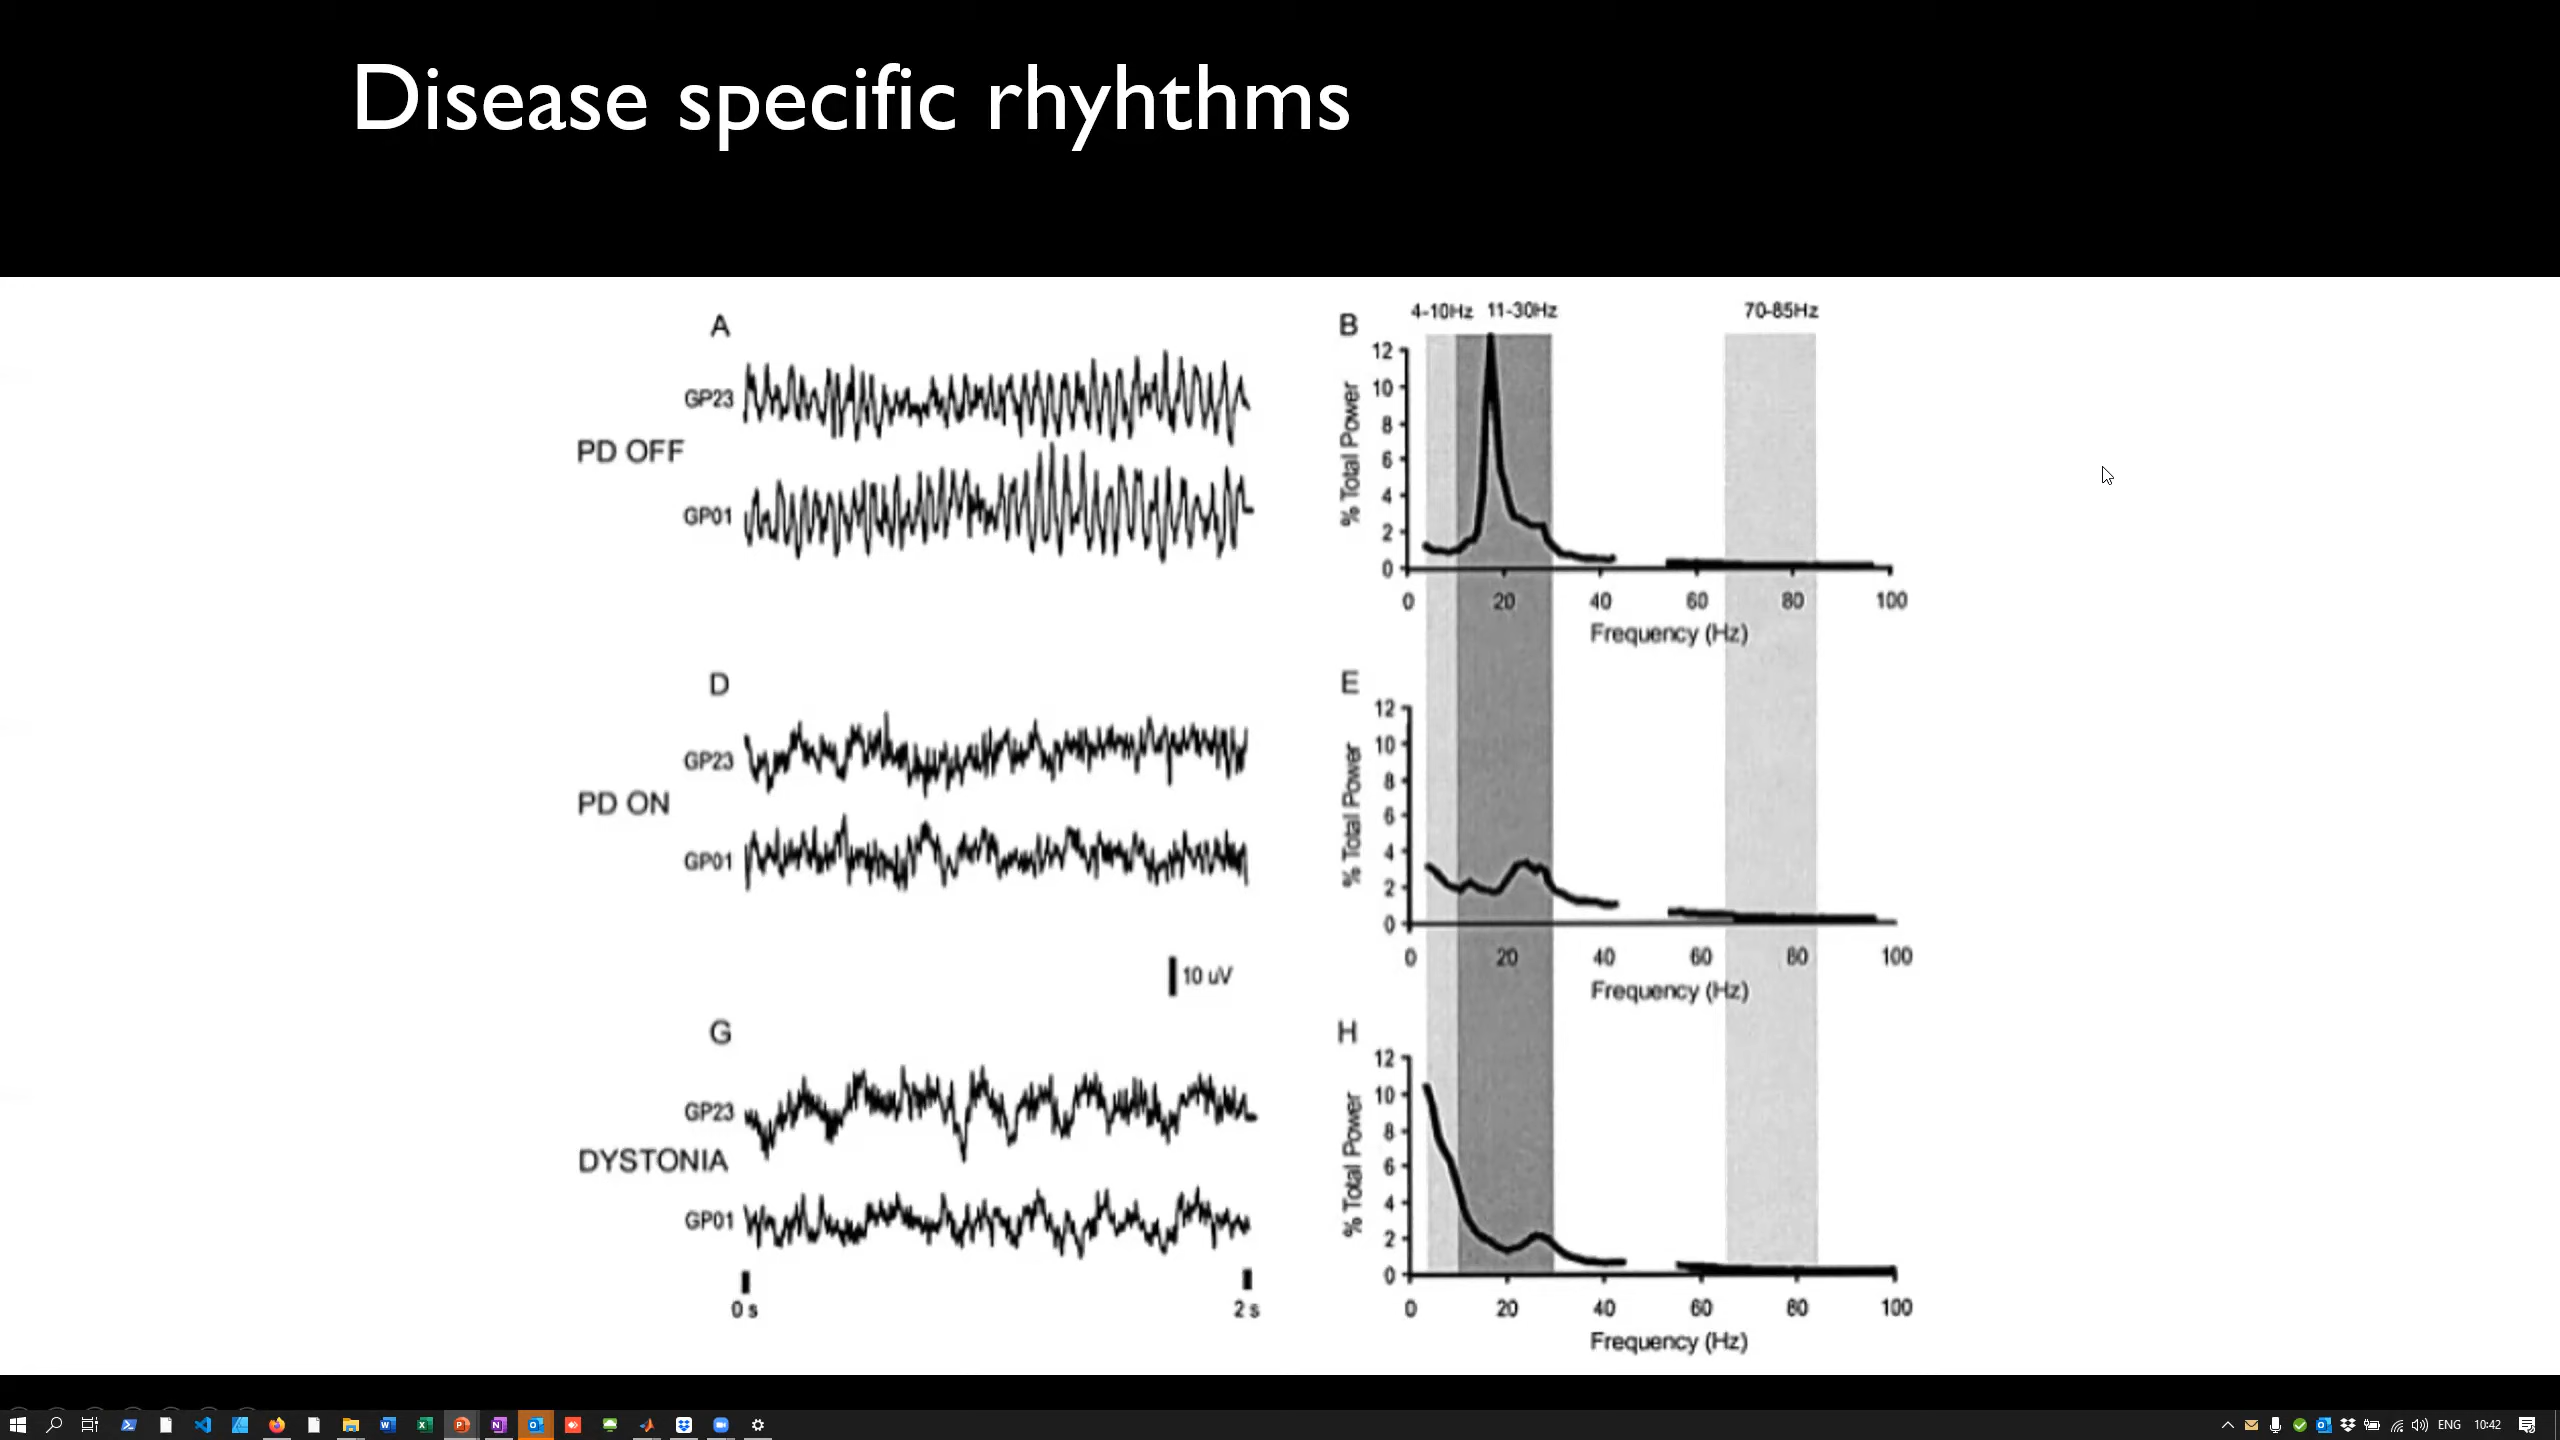 Disease specific rhyhthms
A
GP23
PD OFF
GP01
B
4-10Hz 11-30Hz 70-85Hz
12
10
8
6
4
2
0
% Total Power
0 20 40 60 80 100
Frequency (Hz)
D
GP23
PD ON
GP01
10 uV
E
12
10
8
6
4
2
0
% Total Power
0 20 40 60 80 100
Frequency (Hz)
G
GP23
DYSTONIA
GP01
0 s 2 s
H
12
10
8
6
4
2
0
% Total Power
0 20 40 60 80 100
Frequency (Hz)
ENG 10:42